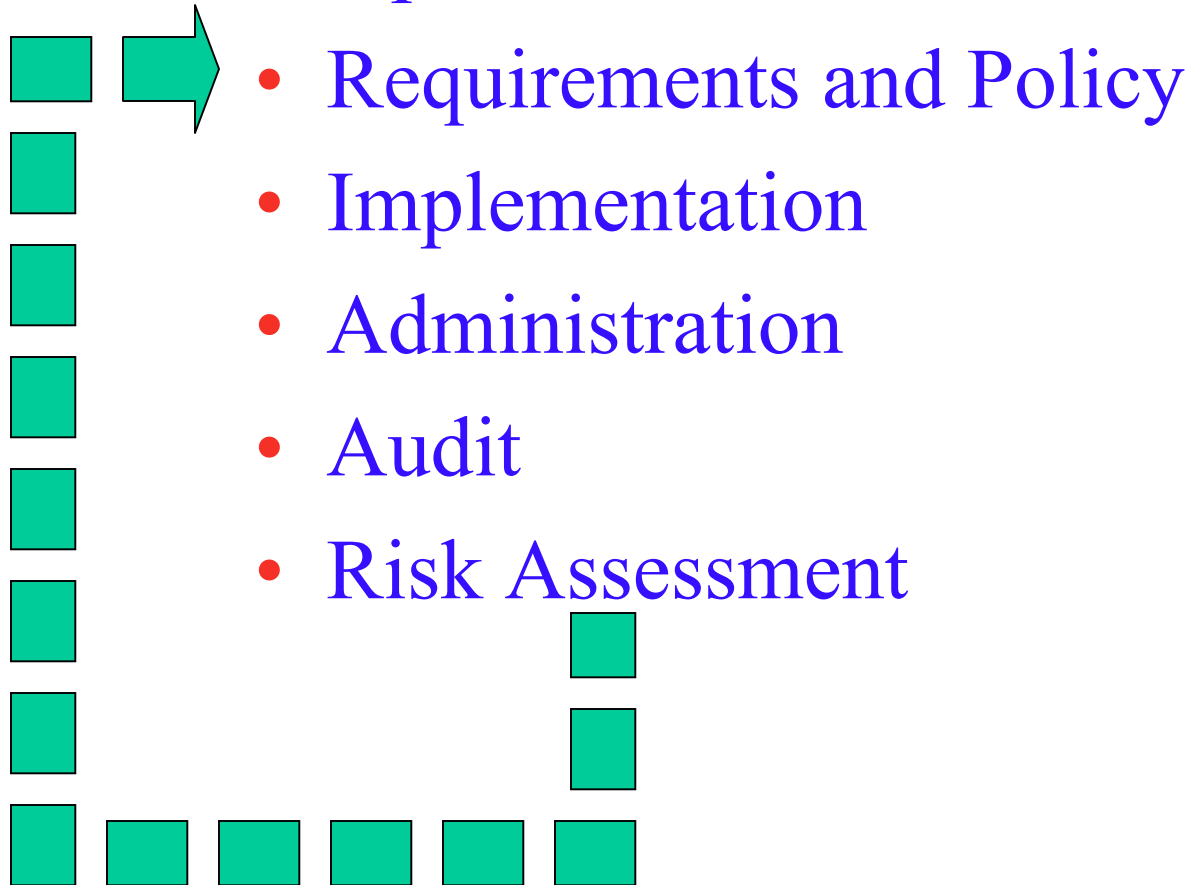 • Requirements and Policy
• Implementation
• Administration
• Audit
• Risk Assessment